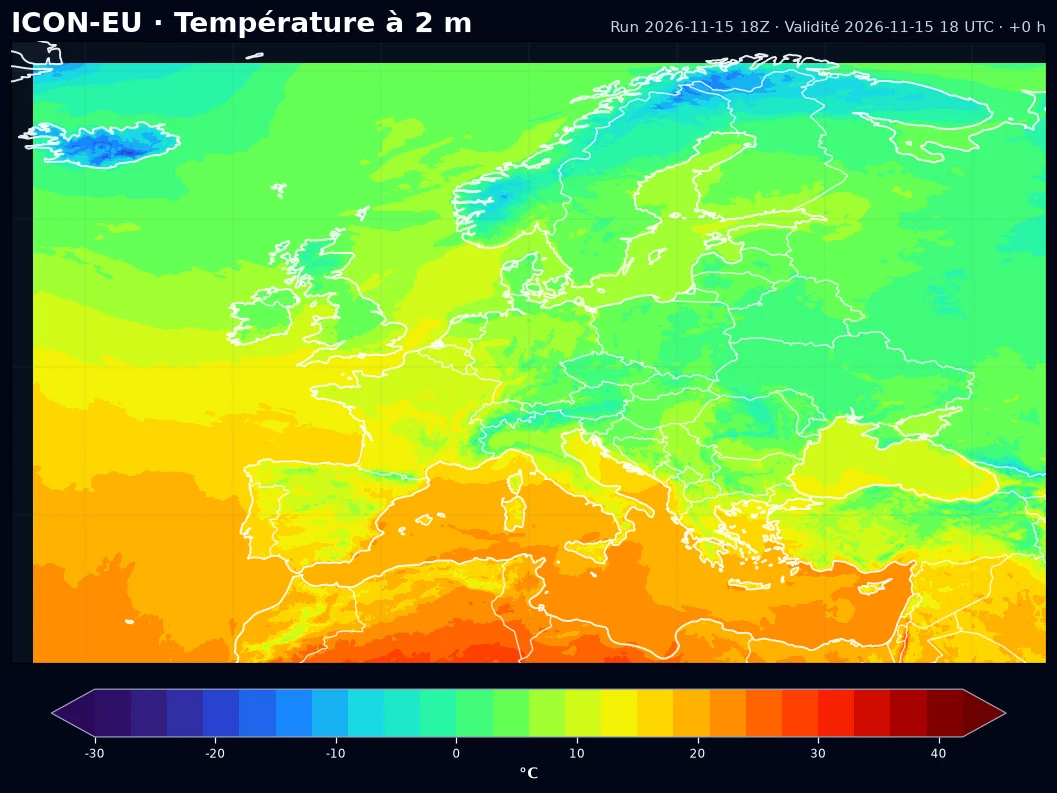 ICON-EU · Température à 2 m
Run 2026-11-15 18Z · Validité 2026-11-15 18 UTC · +0 h
-30 -20 -10 0 10 20 30 40
°C